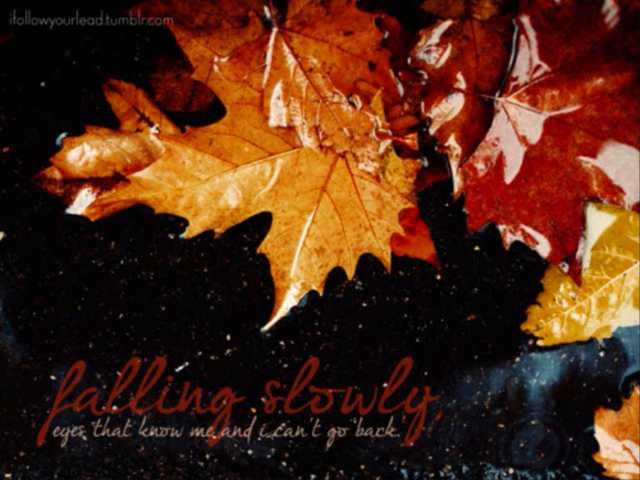 ifollowyourlead.tumblr.com
falling slowly,
eyes that know me and i can't go back.